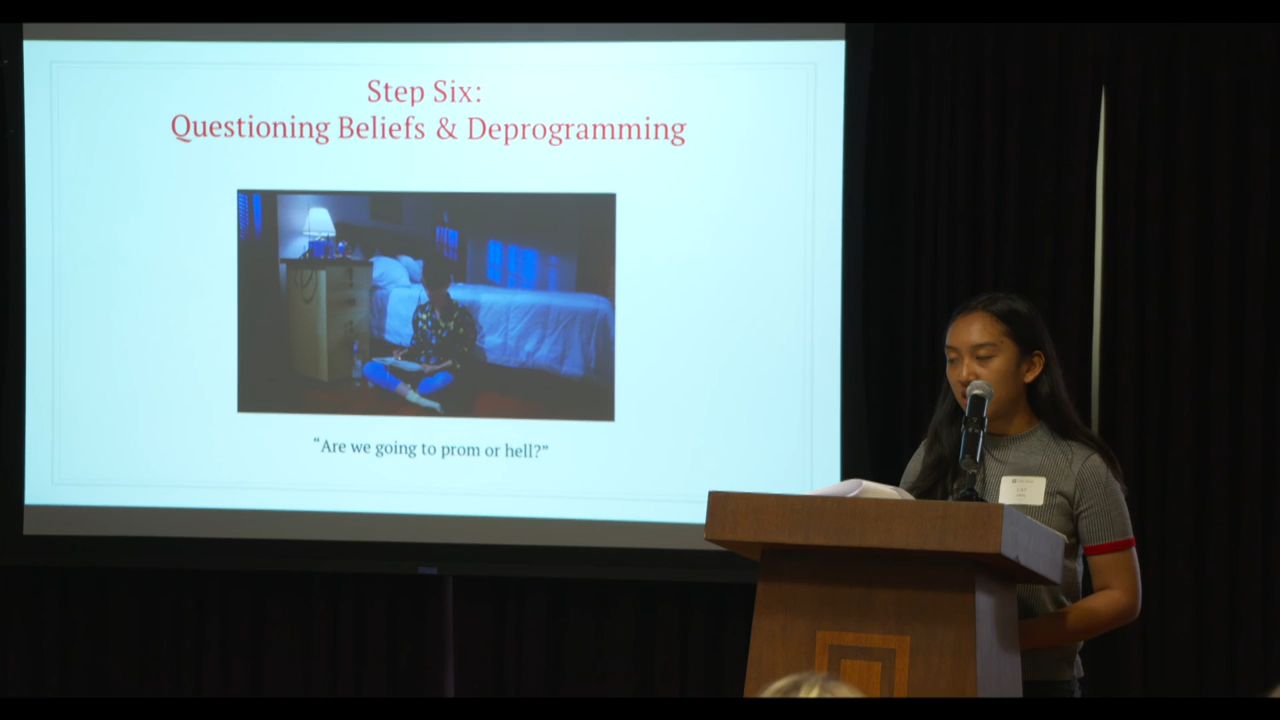 Step Six:
Questioning Beliefs & Deprogramming
“Are we going to prom or hell?”